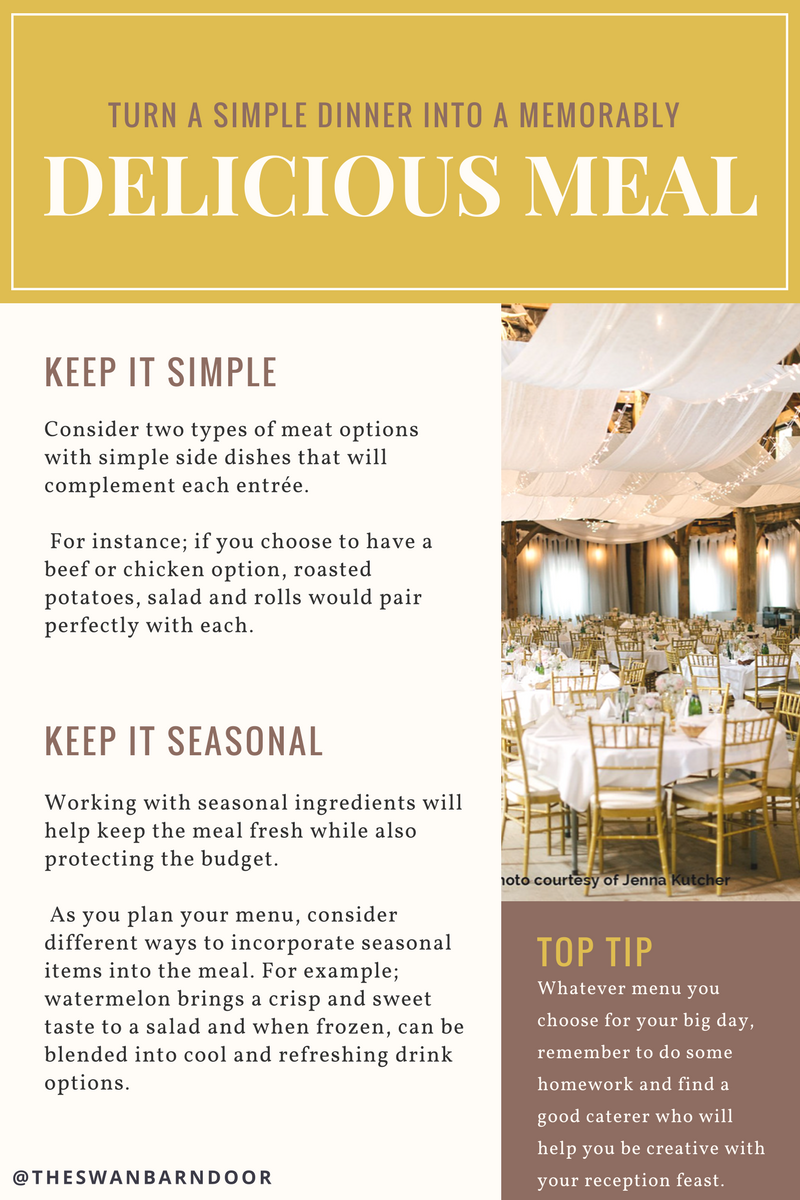 TURN A SIMPLE DINNER INTO A MEMORABLY
DELICIOUS MEAL
KEEP IT SIMPLE
Consider two types of meat options
with simple side dishes that will
complement each entrée.
For instance; if you choose to have a
beef or chicken option, roasted
potatoes, salad and rolls would pair
perfectly with each.
KEEP IT SEASONAL
Working with seasonal ingredients will
help keep the meal fresh while also
protecting the budget.
As you plan your menu, consider
different ways to incorporate seasonal
items into the meal. For example;
watermelon brings a crisp and sweet
taste to a salad and when frozen, can be
blended into cool and refreshing drink
options.
@THESWANBARNDOOR
hoto courtesy of Jenna Kutcher
TOP TIP
Whatever menu you
choose for your big day,
remember to do some
homework and find a
good caterer who will
help you be creative with
your reception feast.